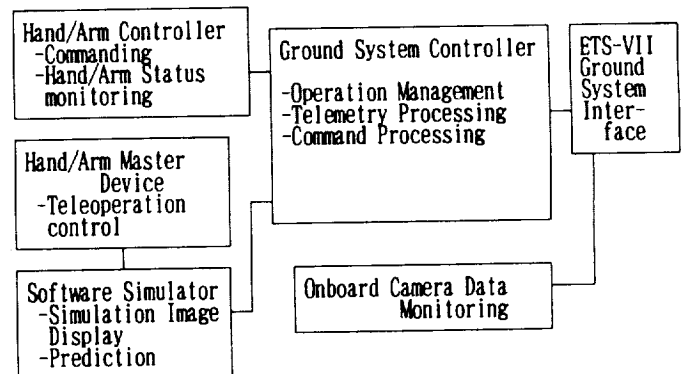 Hand/Arm Controller
-Commanding
-Hand/Arm Status
monitoring
Hand/Arm Master
Device
-Teleoperation
control
Software Simulator
-Simulation Image
Display
-Prediction
Ground System Controller
-Operation Management
-Telemetry Processing
-Command Processing
Onboard Camera Data
Monitoring
ETS-VII
Ground
System
Inter-
face